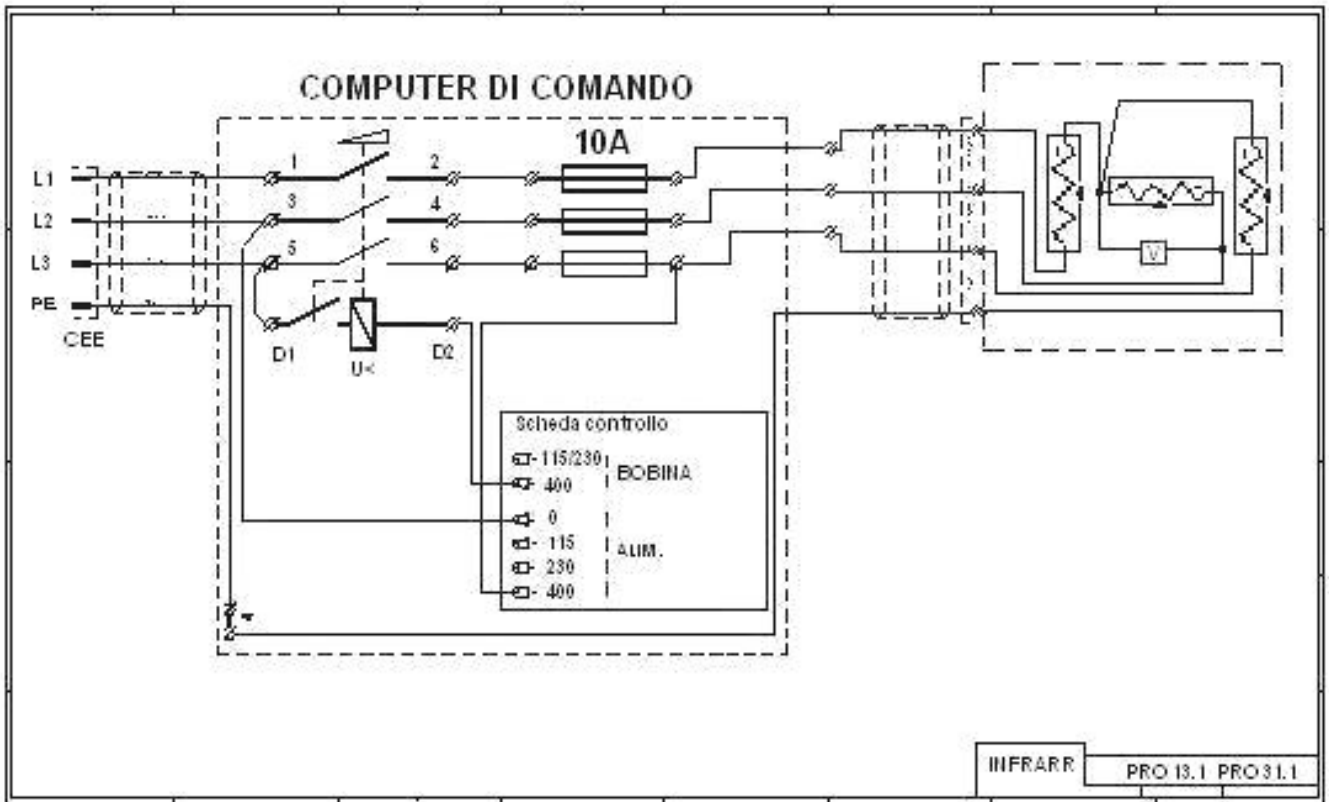 COMPUTER DI COMANDO
10A
L1
1
2
L2
3
4
L3
5
6
PE
CEE
D1
U<
D2
V
Scheda controllo
115/230
BOBINA
400
0
115
ALIM.
230
400
INFRARR
PRO 13.1 PRO 31.1